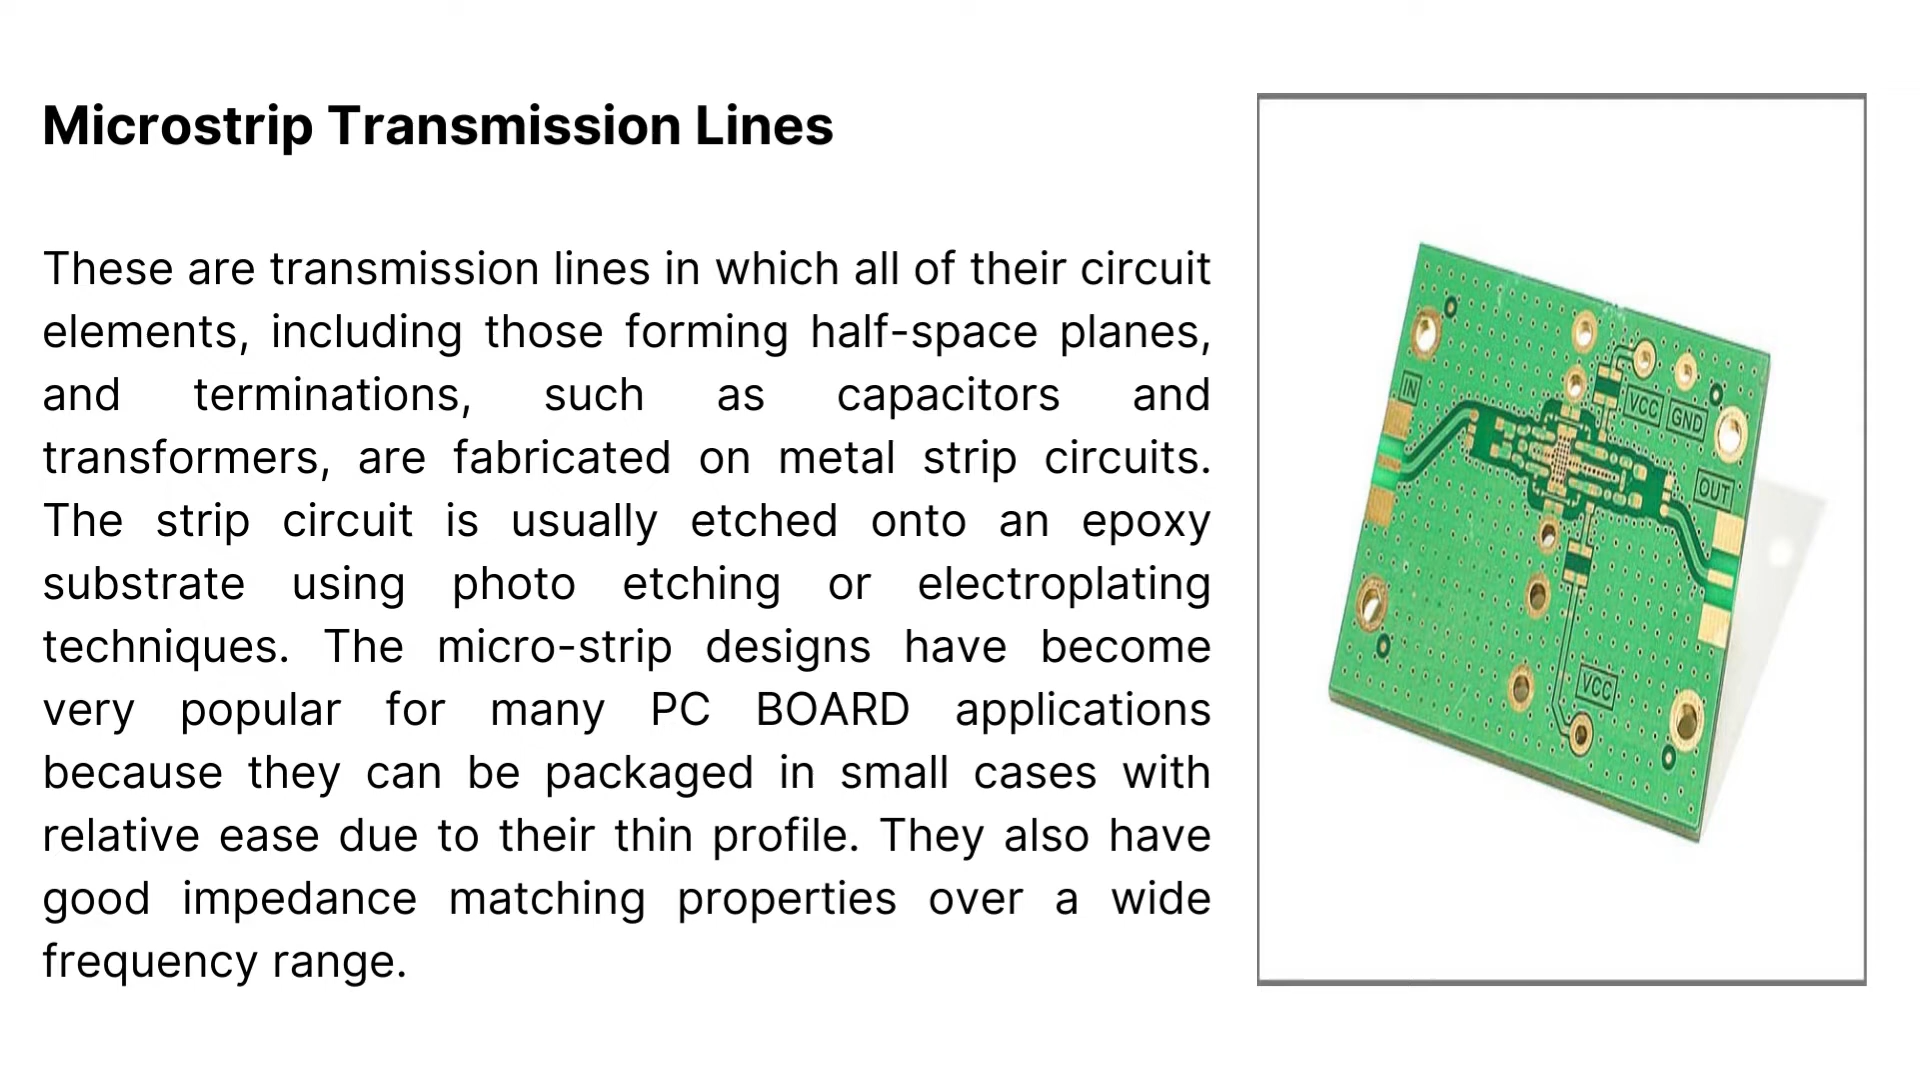 Microstrip Transmission Lines
These are transmission lines in which all of their circuit
elements, including those forming half-space planes,
and terminations, such as capacitors and
transformers, are fabricated on metal strip circuits.
The strip circuit is usually etched onto an epoxy
substrate using photo etching or electroplating
techniques. The micro-strip designs have become
very popular for many PC BOARD applications
because they can be packaged in small cases with
relative ease due to their thin profile. They also have
good impedance matching properties over a wide
frequency range.
IN
VCC
GND
OUT
VCC